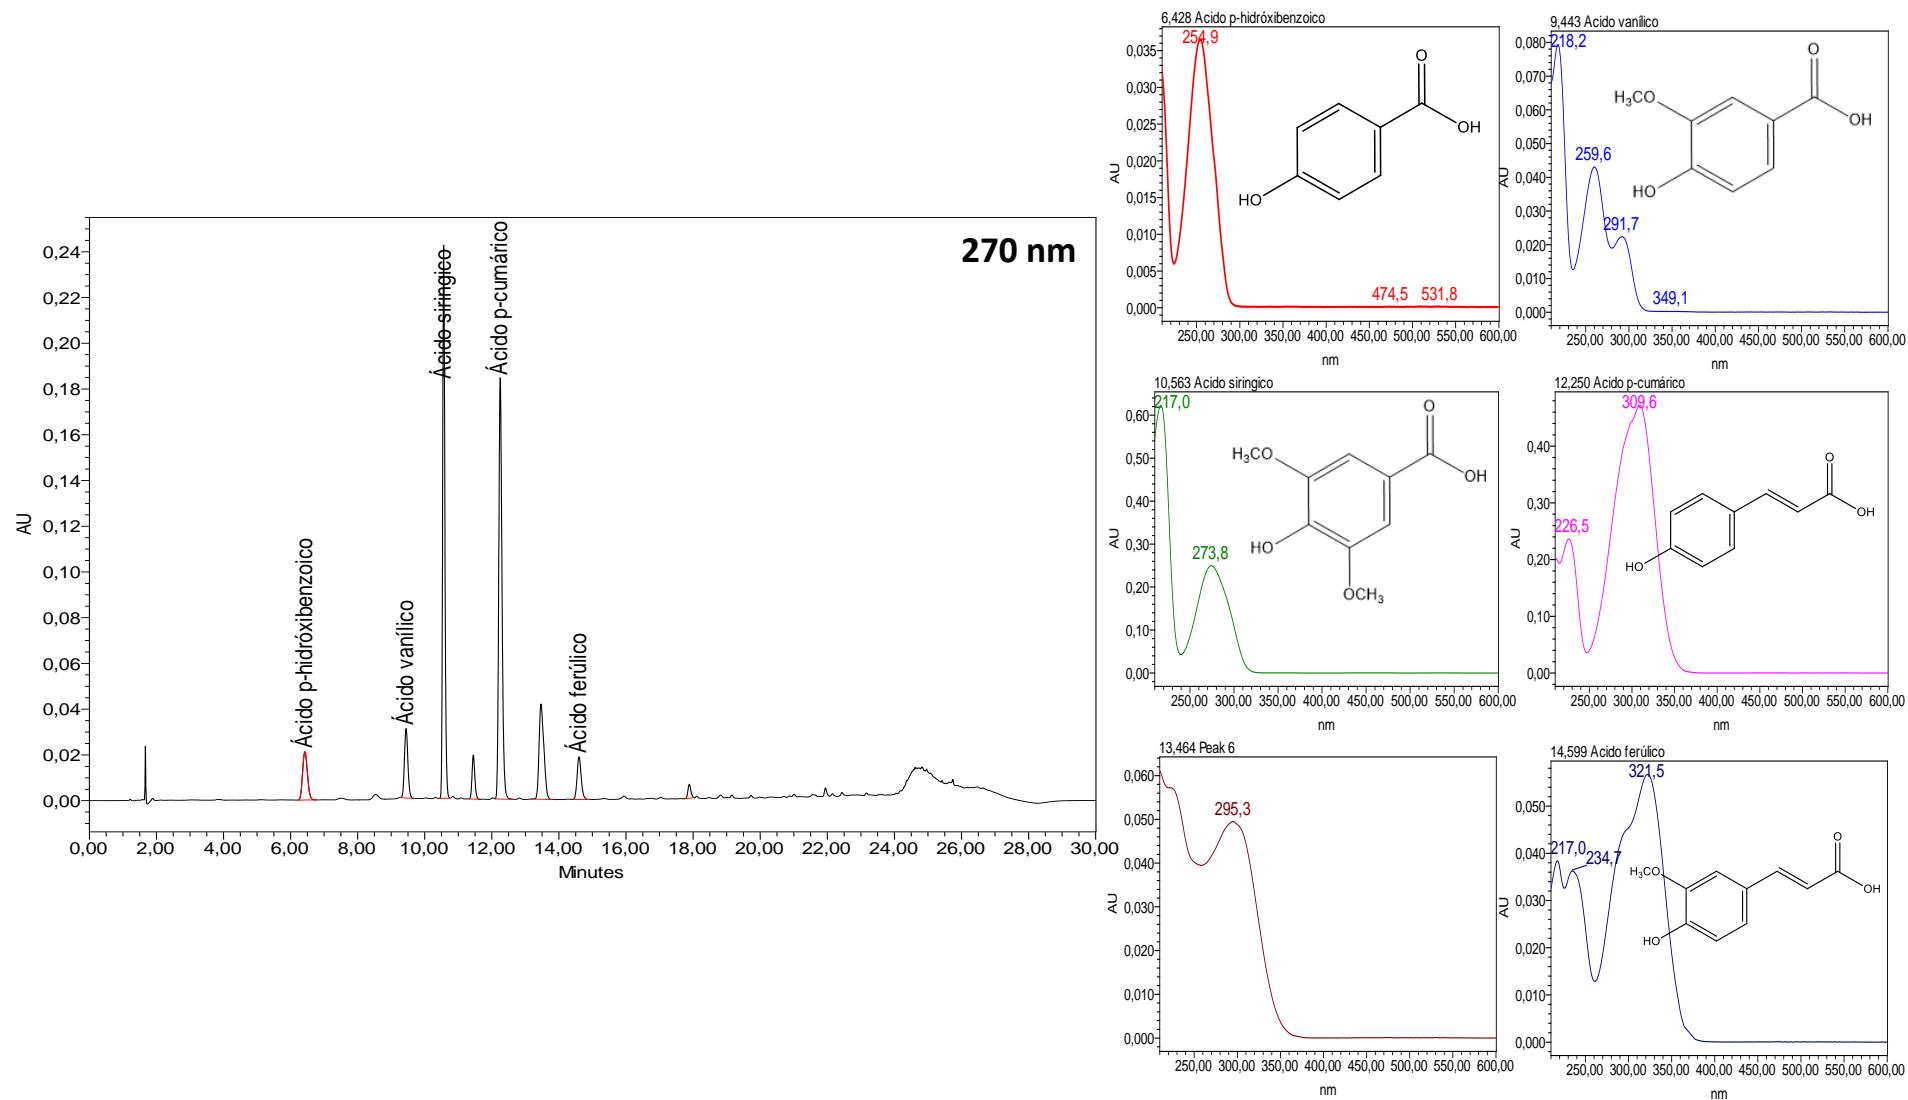 270 nm
0,24
0,22
0,20
0,18
0,16
0,14
0,12
0,10
0,08
0,06
0,04
0,02
0,00
AU
Ácido p-hidróxibenzoico
Ácido vanílico
Ácido siringico
Ácido p-cumárico
Ácido ferúlico
0,00 2,00 4,00 6,00 8,00 10,00 12,00 14,00 16,00 18,00 20,00 22,00 24,00 26,00 28,00 30,00
Minutes
6,428 Acido p-hidróxibenzoico
254,9
474,5 531,8
0,035
0,030
0,025
0,020
0,015
0,010
0,005
0,000
AU
O
OH
HO
250,00 300,00 350,00 400,00 450,00 500,00 550,00 600,00
nm
9,443 Acido vanílico
218,2
259,6
291,7
349,1
0,080
0,070
0,060
0,050
0,040
0,030
0,020
0,010
0,000
AU
O
H₃CO
OH
HO
250,00 300,00 350,00 400,00 450,00 500,00 550,00 600,00
nm
10,563 Acido siringico
217,0
273,8
0,60
0,50
0,40
0,30
0,20
0,10
0,00
AU
O
H₃CO
OH
HO
OCH₃
250,00 300,00 350,00 400,00 450,00 500,00 550,00 600,00
nm
12,250 Acido p-cumárico
309,6
226,5
0,40
0,30
0,20
0,10
0,00
AU
O
OH
HO
250,00 300,00 350,00 400,00 450,00 500,00 550,00 600,00
nm
13,464 Peak 6
295,3
0,060
0,050
0,040
0,030
0,020
0,010
0,000
AU
250,00 300,00 350,00 400,00 450,00 500,00 550,00 600,00
nm
14,599 Acido ferúlico
321,5
217,0
234,7
0,050
0,040
0,030
0,020
0,010
0,000
AU
O
H₃CO
OH
HO
250,00 300,00 350,00 400,00 450,00 500,00 550,00 600,00
nm